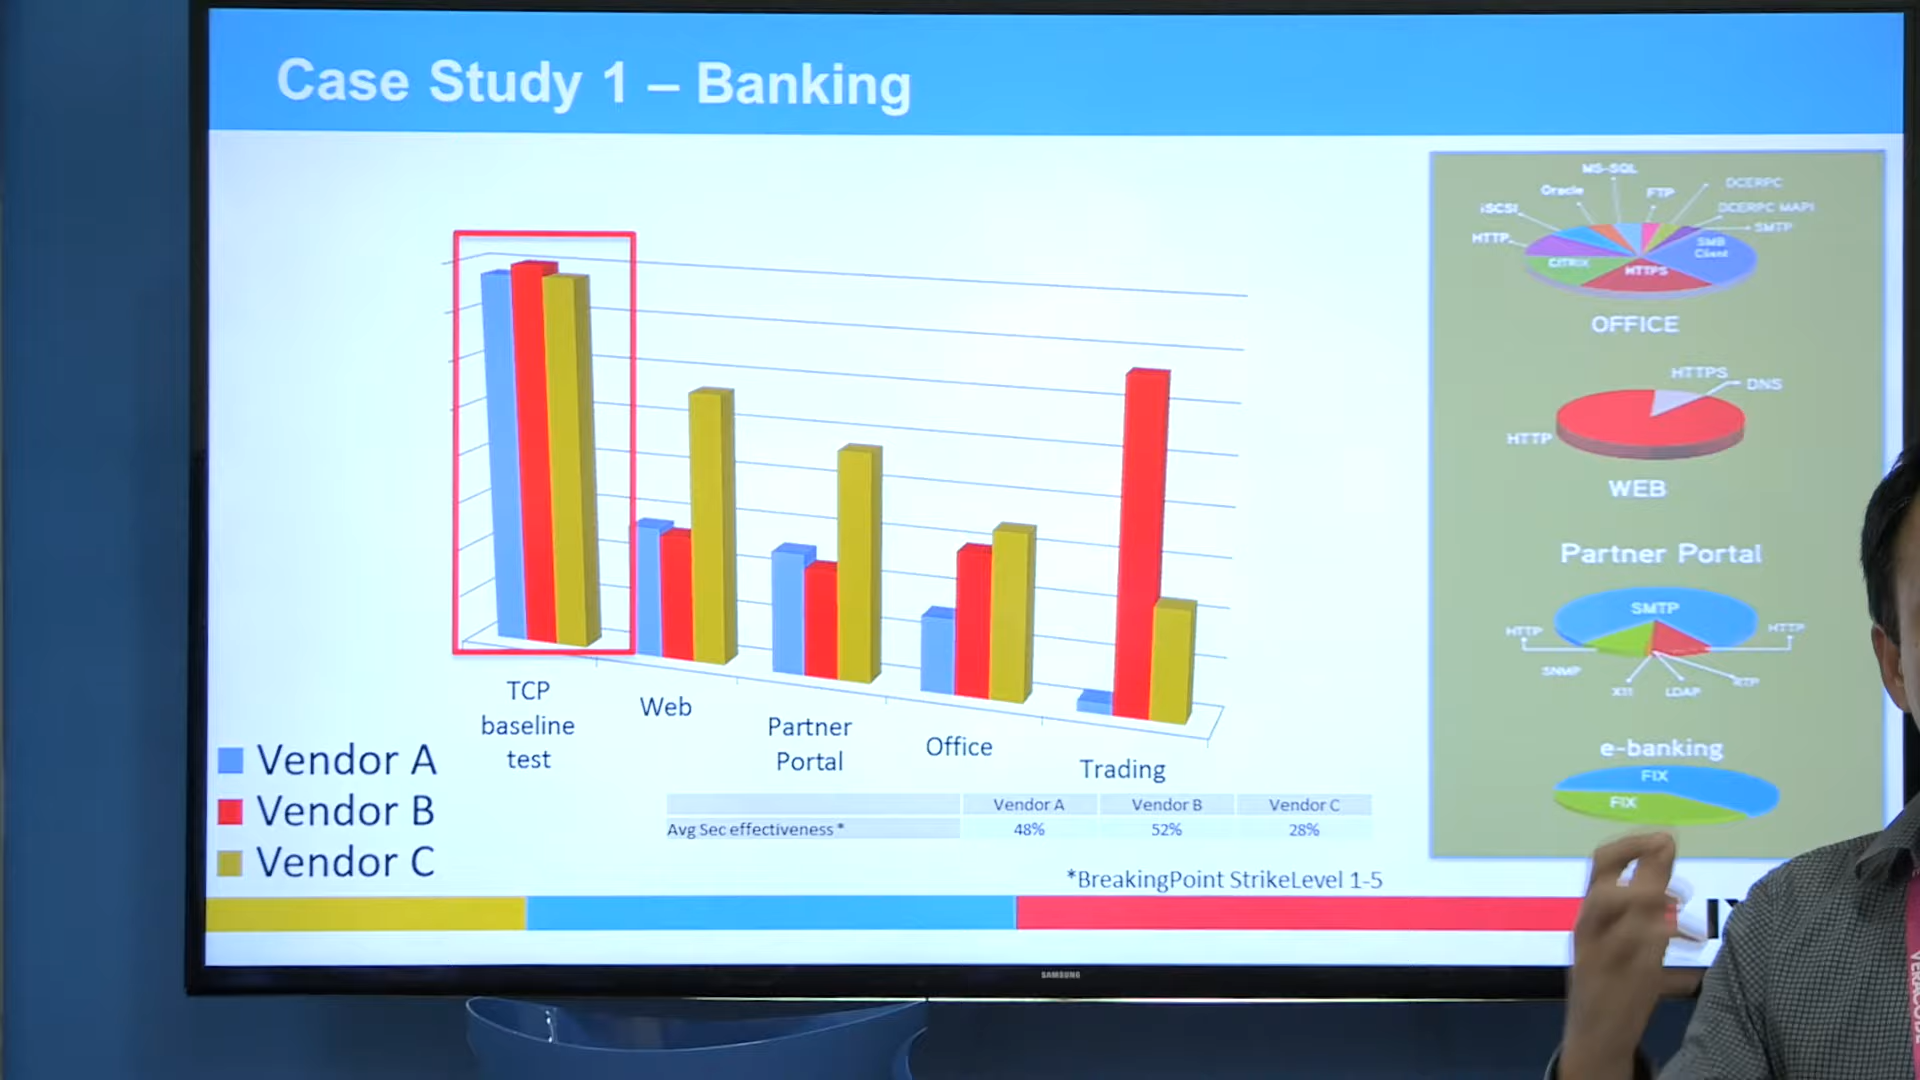 Case Study 1 – Banking
TCP
baseline
test
Web
Partner
Portal
Office
Trading
Vendor A
Vendor B
Vendor C
Vendor A Vendor B Vendor C
Avg Sec effectiveness * 48% 52% 28%
*BreakingPoint StrikeLevel 1-5
MS-SQL
Oracle
FTP
DCERPC
iSCSI
DCERPC MAPI
SMTP
HTTP
SMB
Client
CITRIX
HTTPS
OFFICE
HTTPS
DNS
HTTP
WEB
Partner Portal
SMTP
HTTP
HTTP
SNMP
X11
LDAP
RTP
e-banking
FIX
FIX
SAMSUNG